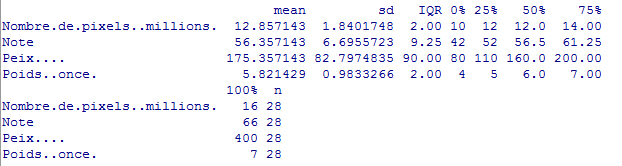 mean sd IQR 0% 25% 50% 75%
Nombre.de.pixels..millions. 12.857143 1.8401748 2.00 10 12 12.0 14.00
Note 56.357143 6.6955723 9.25 42 52 56.5 61.25
Peix.... 175.357143 82.7974835 90.00 80 110 160.0 200.00
Poids..once. 5.821429 0.9833266 2.00 4 5 6.0 7.00
100% n
Nombre.de.pixels..millions. 16 28
Note 66 28
Peix.... 400 28
Poids..once. 7 28